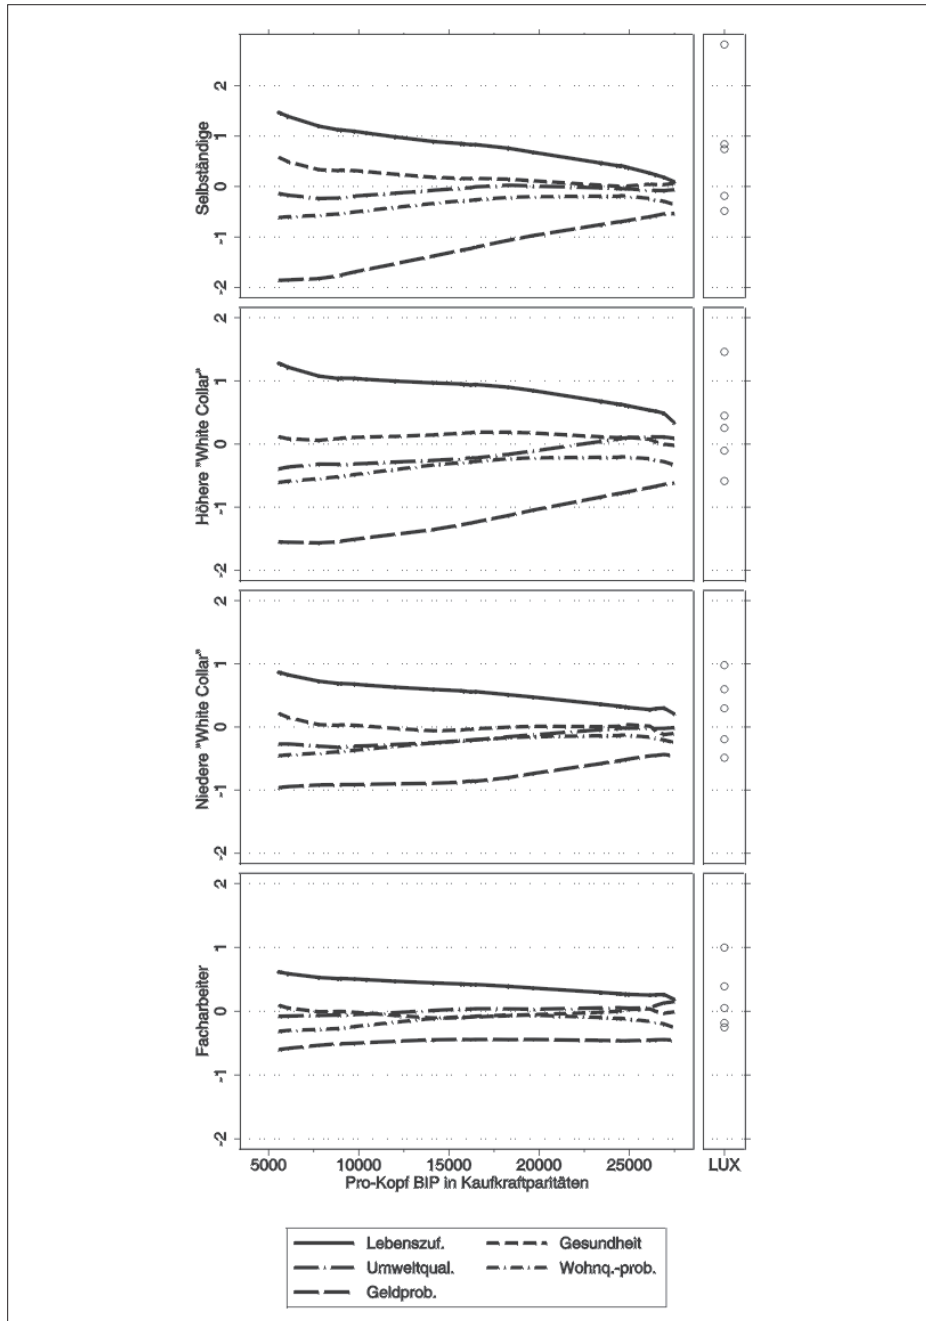 Selbständige
2
1
0
-1
-2
Höhere "White Collar"
2
1
0
-1
-2
Niedere "White Collar"
2
1
0
-1
-2
Facharbeiter
2
1
0
-1
-2
5000 10000 15000 20000 25000 LUX
Pro-Kopf BIP in Kaufkraftparitäten
Lebenszuf. Gesundheit
Umweltqual. Wohnq.-prob.
Geldprob.